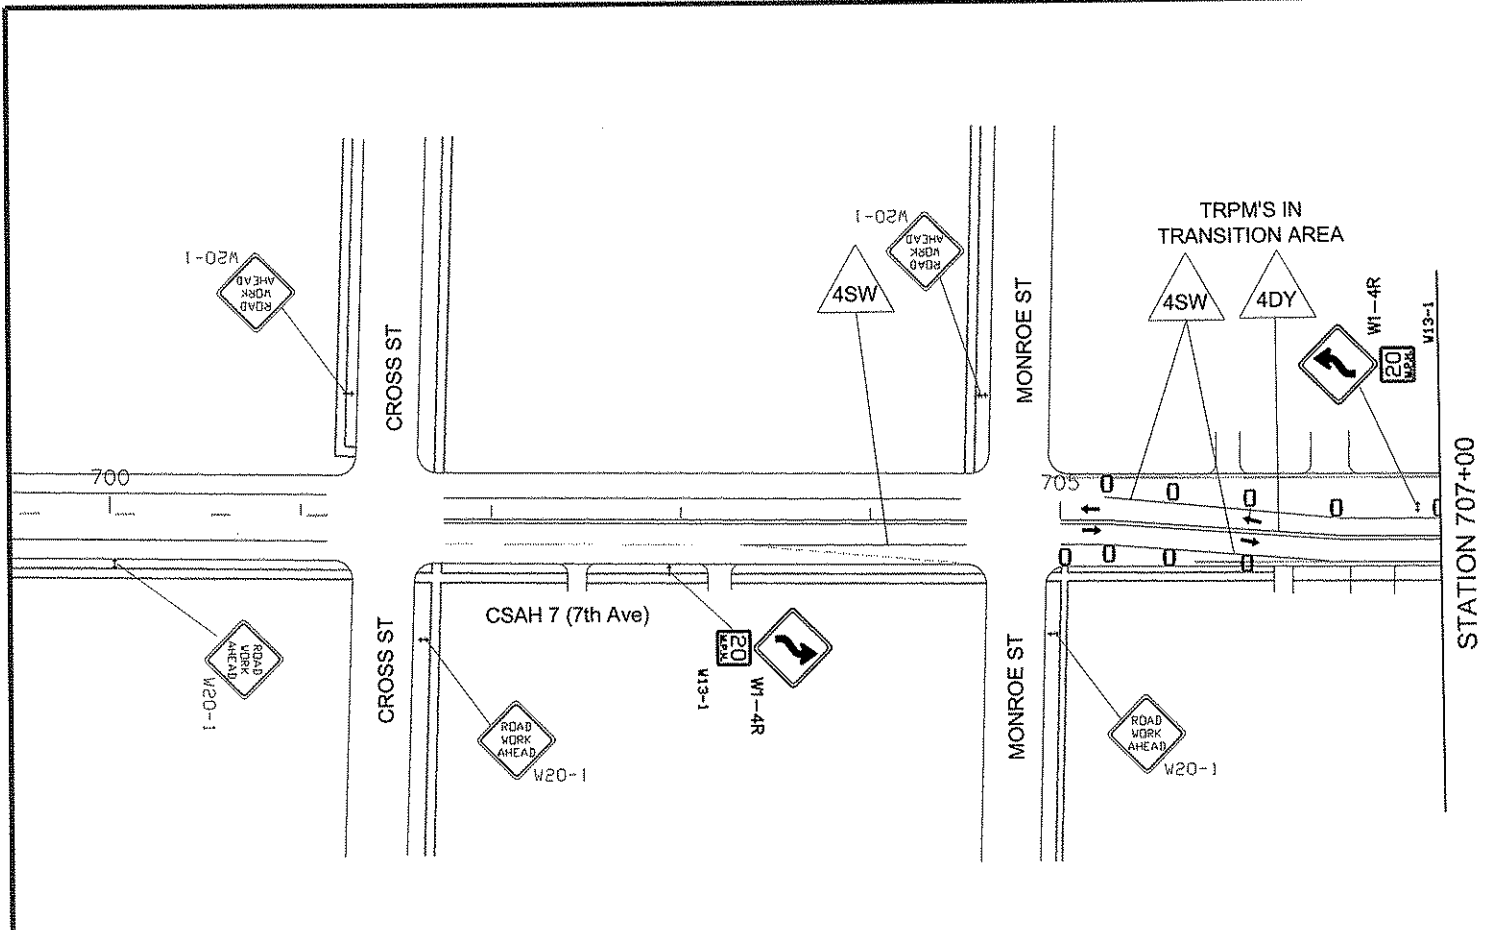 TRPM'S IN
TRANSITION AREA
W20-1
ROAD
WORK
AHEAD
4SW
W20-1
ROAD
WORK
AHEAD
4SW
4DY
W1-4R
20
M.P.H.
W13-1
CROSS ST
MONROE ST
700
705
STATION 707+00
CSAH 7 (7th Ave)
ROAD
WORK
AHEAD
W20-1
CROSS ST
ROAD
WORK
AHEAD
W20-1
20
M.P.H.
W13-1
W1-4R
MONROE ST
ROAD
WORK
AHEAD
W20-1